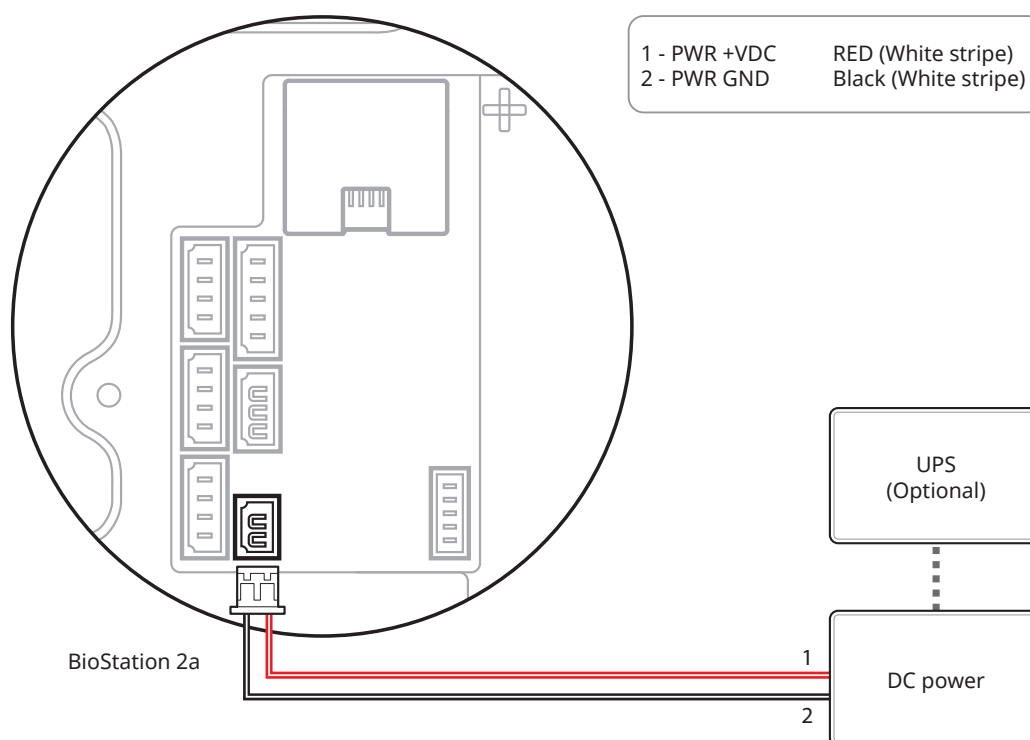 1 - PWR +VDC RED (White stripe)
2 - PWR GND Black (White stripe)
UPS
(Optional)
BioStation 2a
1
DC power
2